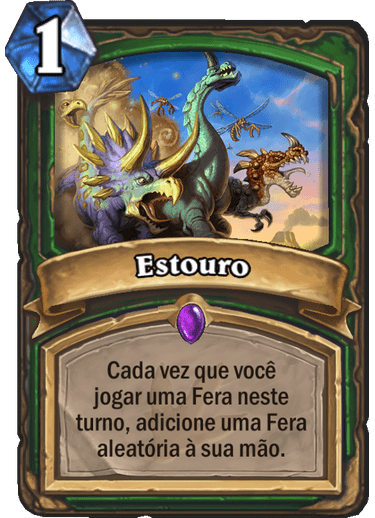 1
Estouro
Cada vez que você
jogar uma Fera neste
turno, adicione uma Fera
aleatória à sua mão.